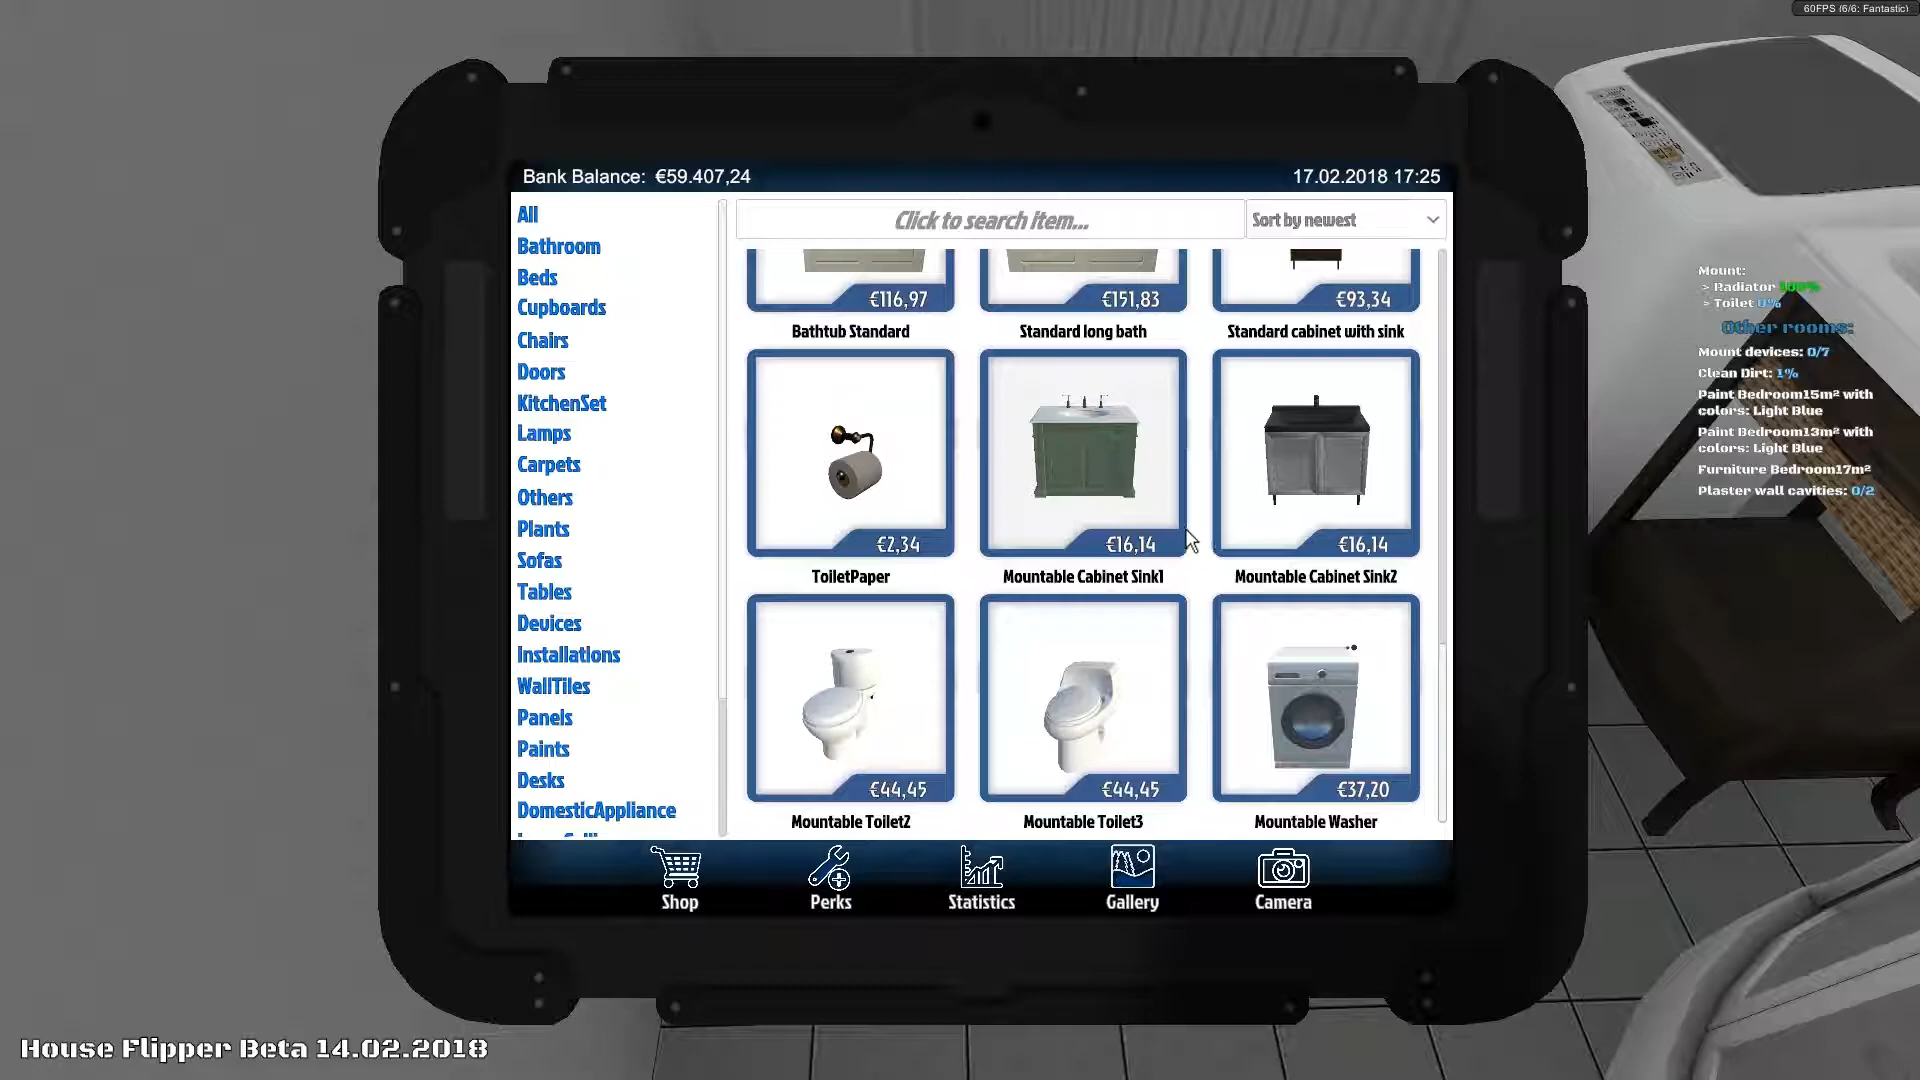 60FPS (6/6: Fantastic)
Bank Balance: €59.407,24
17.02.2018 17:25
All
Bathroom
Beds
Cupboards
Chairs
Doors
KitchenSet
Lamps
Carpets
Others
Plants
Sofas
Tables
Devices
Installations
WallTiles
Panels
Paints
Desks
DomesticAppliance
Click to search item...
Sort by newest
€116,97
€151,83
€93,34
Bathtub Standard
Standard long bath
Standard cabinet with sink
€2,34
€16,14
€16,14
ToiletPaper
Mountable Cabinet Sink1
Mountable Cabinet Sink2
€44,45
€44,45
€37,20
Mountable Toilet2
Mountable Toilet3
Mountable Washer
Shop
Perks
Statistics
Gallery
Camera
Mount:
> Radiator 100%
> Toilet 0%
Other rooms:
Mount devices: 0/7
Clean Dirt: 1%
Paint Bedroom15m² with
colors: Light Blue
Paint Bedroom13m² with
colors: Light Blue
Furniture Bedroom17m²
Plaster wall cavities: 0/2
House Flipper Beta 14.02.2018